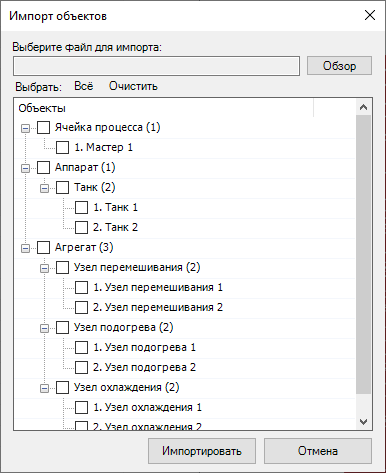 Импорт объектов
Выберите файл для импорта:
Обзор
Выбрать: Всё Очистить
Объекты
Ячейка процесса (1)
1. Мастер 1
Аппарат (1)
Танк (2)
1. Танк 1
2. Танк 2
Агрегат (3)
Узел перемешивания (2)
1. Узел перемешивания 1
2. Узел перемешивания 2
Узел подогрева (2)
1. Узел подогрева 1
2. Узел подогрева 2
Узел охлаждения (2)
1. Узел охлаждения 1
2. Узел охлаждения 2
Импортировать Отмена